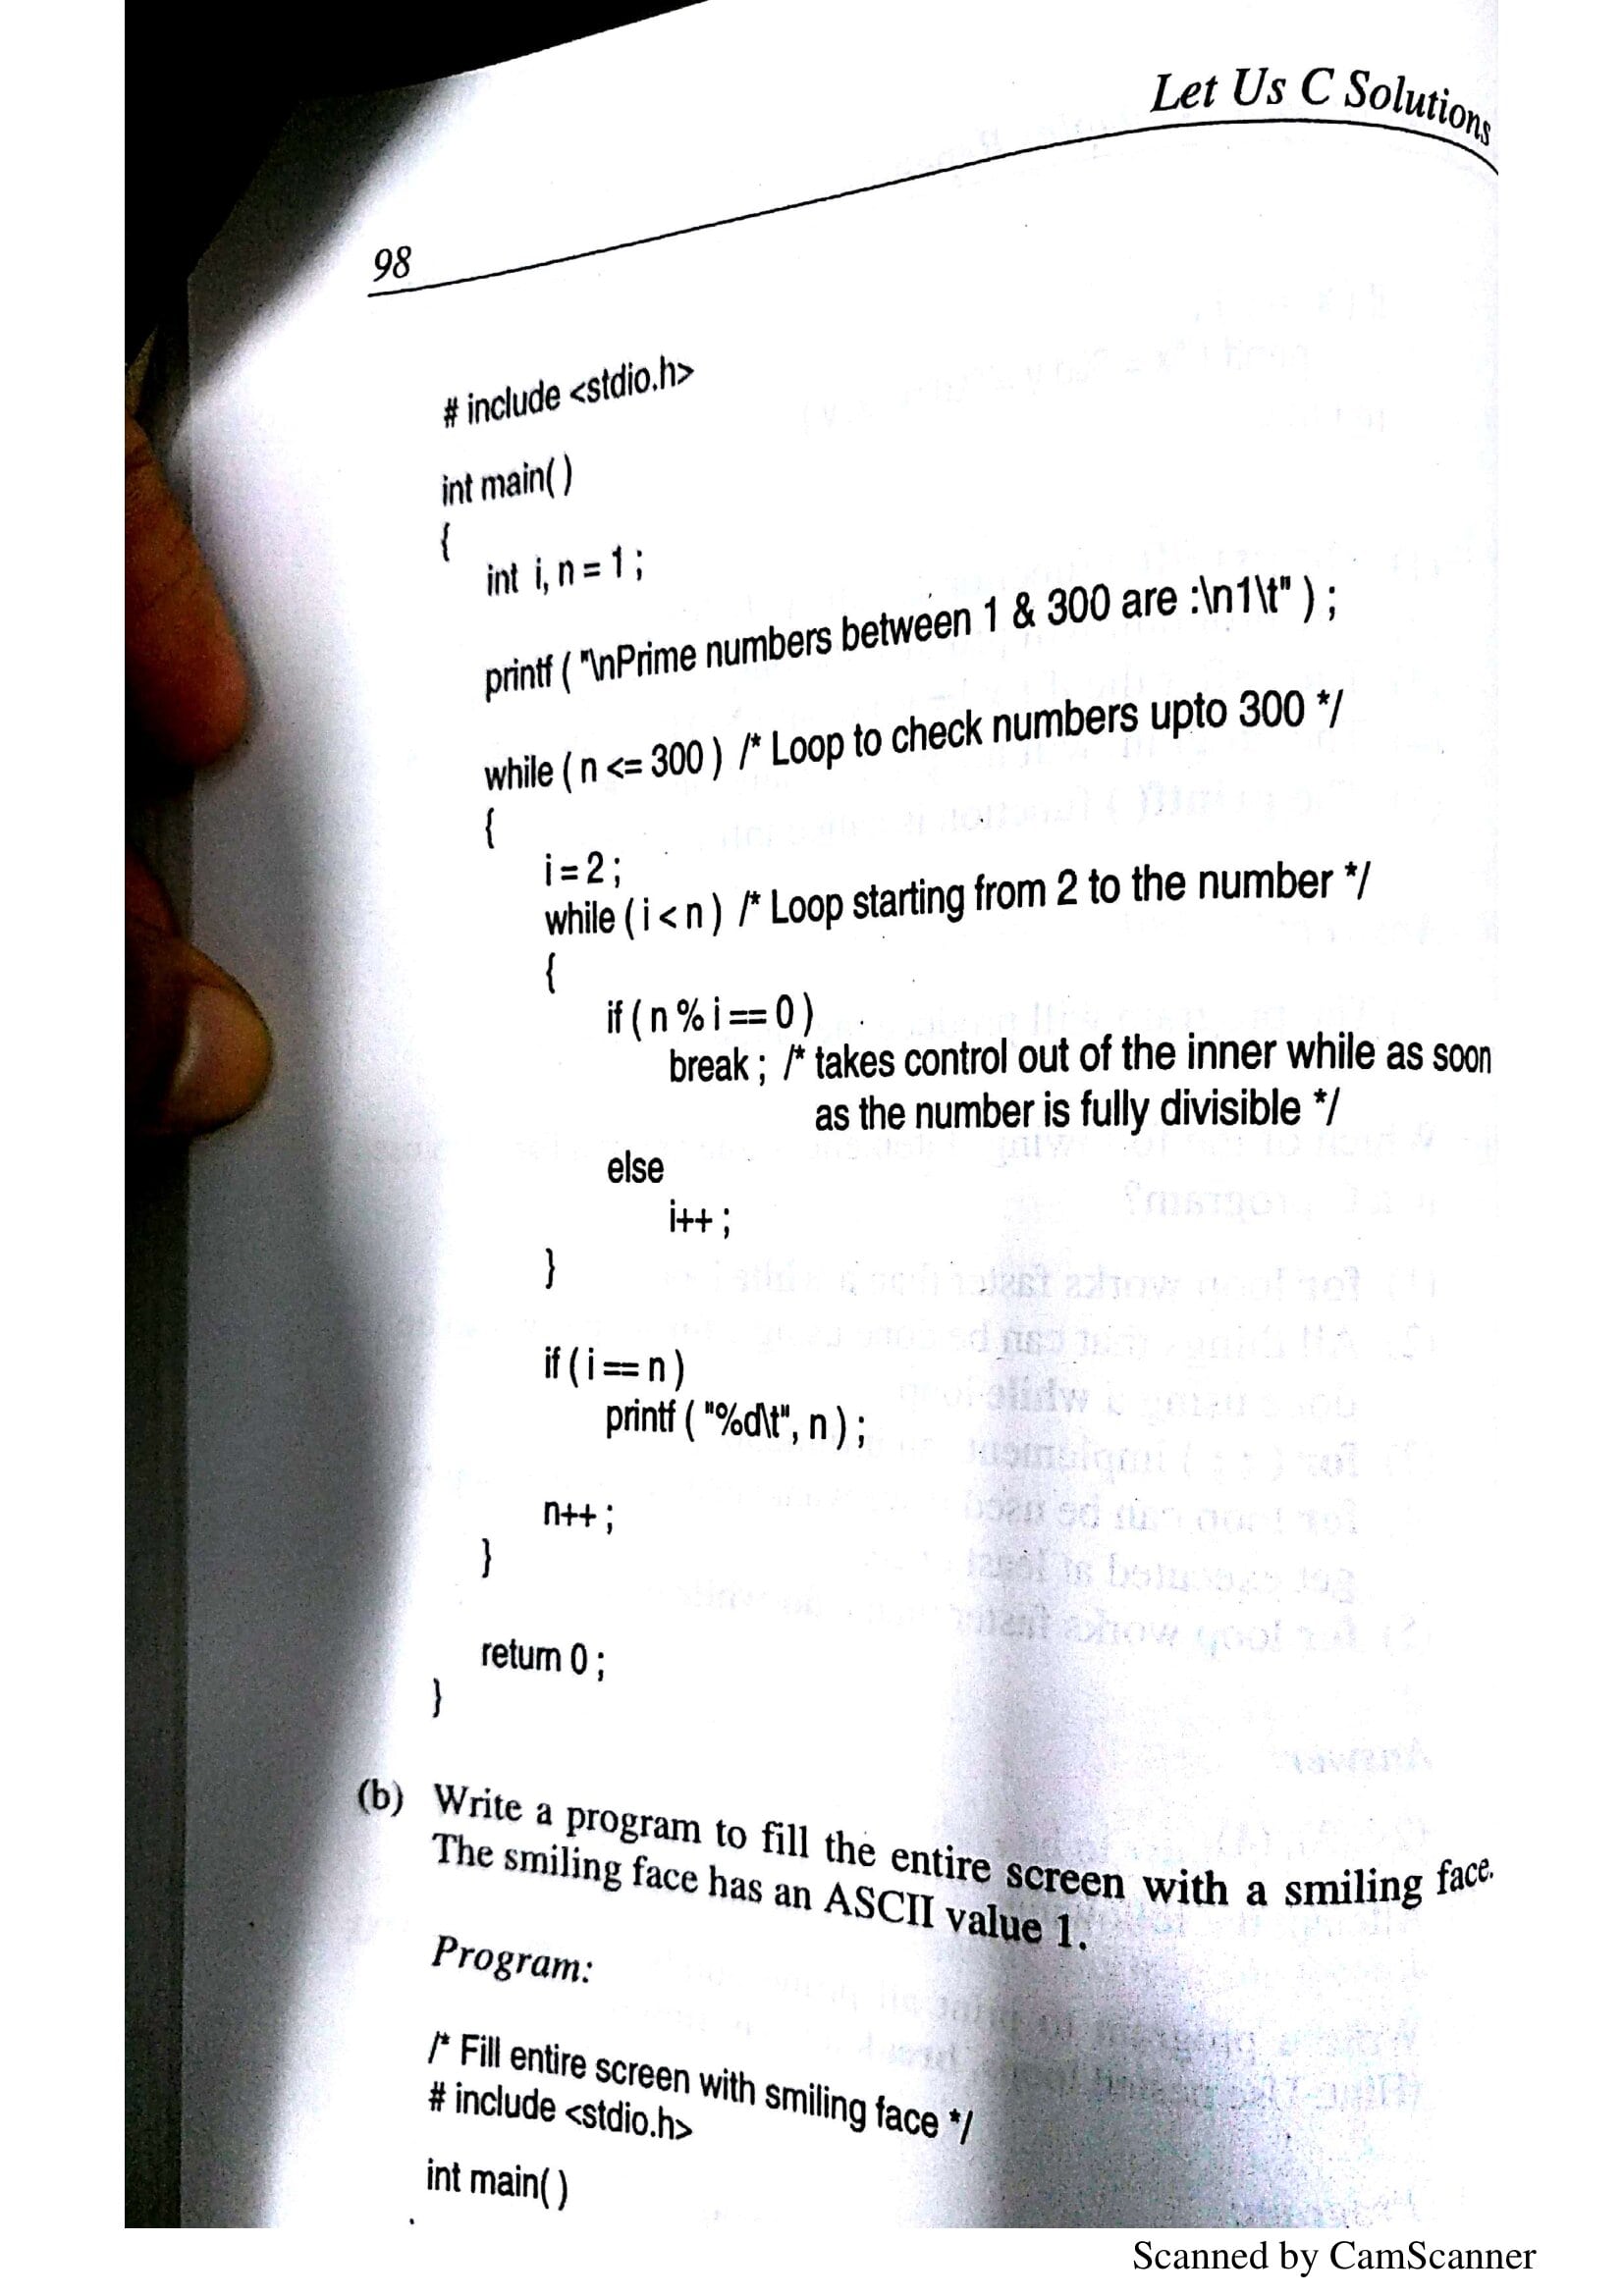 Let Us C Solutions
98
# include <stdio.h>
int main( )
{
int i, n = 1 ;
printf ( "\nPrime numbers between 1 & 300 are :\n1\t" ) ;
while ( n <= 300 ) /* Loop to check numbers upto 300 */
{
i = 2 ;
while ( i < n ) /* Loop starting from 2 to the number */
{
if ( n % i == 0 )
break ; /* takes control out of the inner while as soon
as the number is fully divisible */
else
i++ ;
}
if ( i == n )
printf ( "%d\t", n ) ;
n++ ;
}
return 0 ;
}
(b) Write a program to fill the entire screen with a smiling face.
The smiling face has an ASCII value 1.
Program:
/* Fill entire screen with smiling face */
# include <stdio.h>
int main( )
Scanned by CamScanner